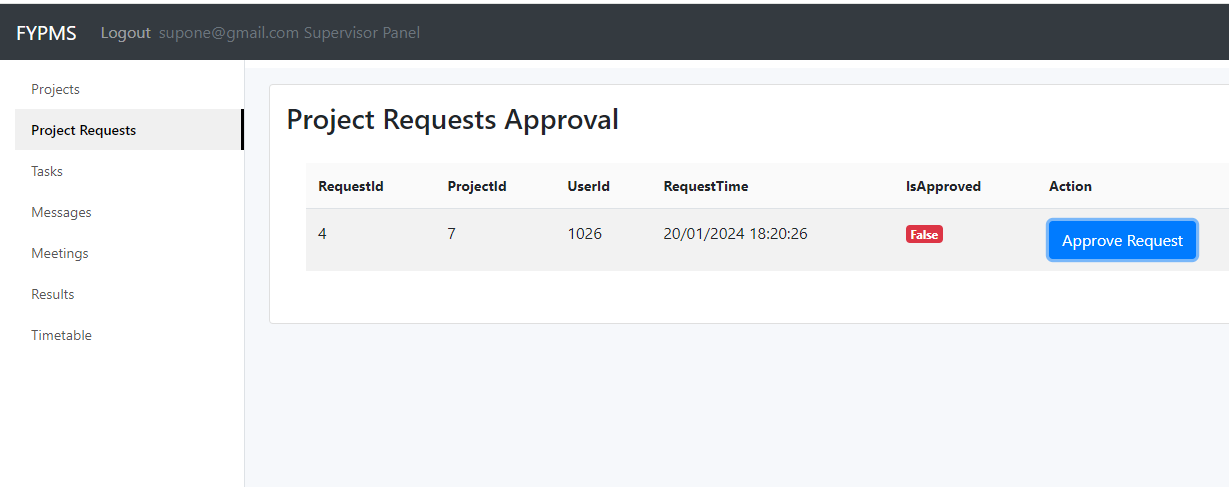 FYPMS Logout supone@gmail.com Supervisor Panel
Projects
Project Requests
Tasks
Messages
Meetings
Results
Timetable
Project Requests Approval
RequestId ProjectId UserId RequestTime IsApproved Action
4 7 1026 20/01/2024 18:20:26 False Approve Request